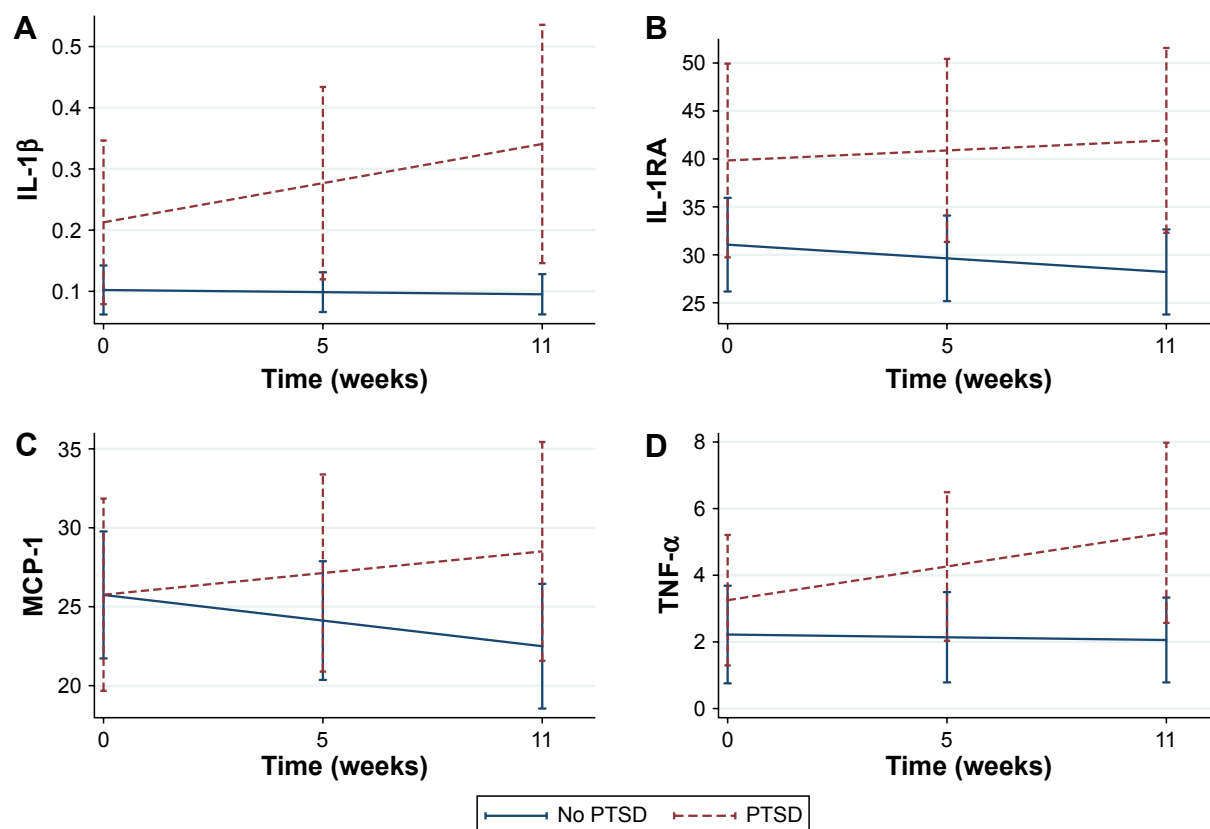 A
IL-1β
0.5
0.4
0.3
0.2
0.1
0 5 11
Time (weeks)
B
IL-1RA
50
45
40
35
30
25
0 5 11
Time (weeks)
C
MCP-1
35
30
25
20
0 5 11
Time (weeks)
D
TNF-α
8
6
4
2
0
0 5 11
Time (weeks)
No PTSD PTSD